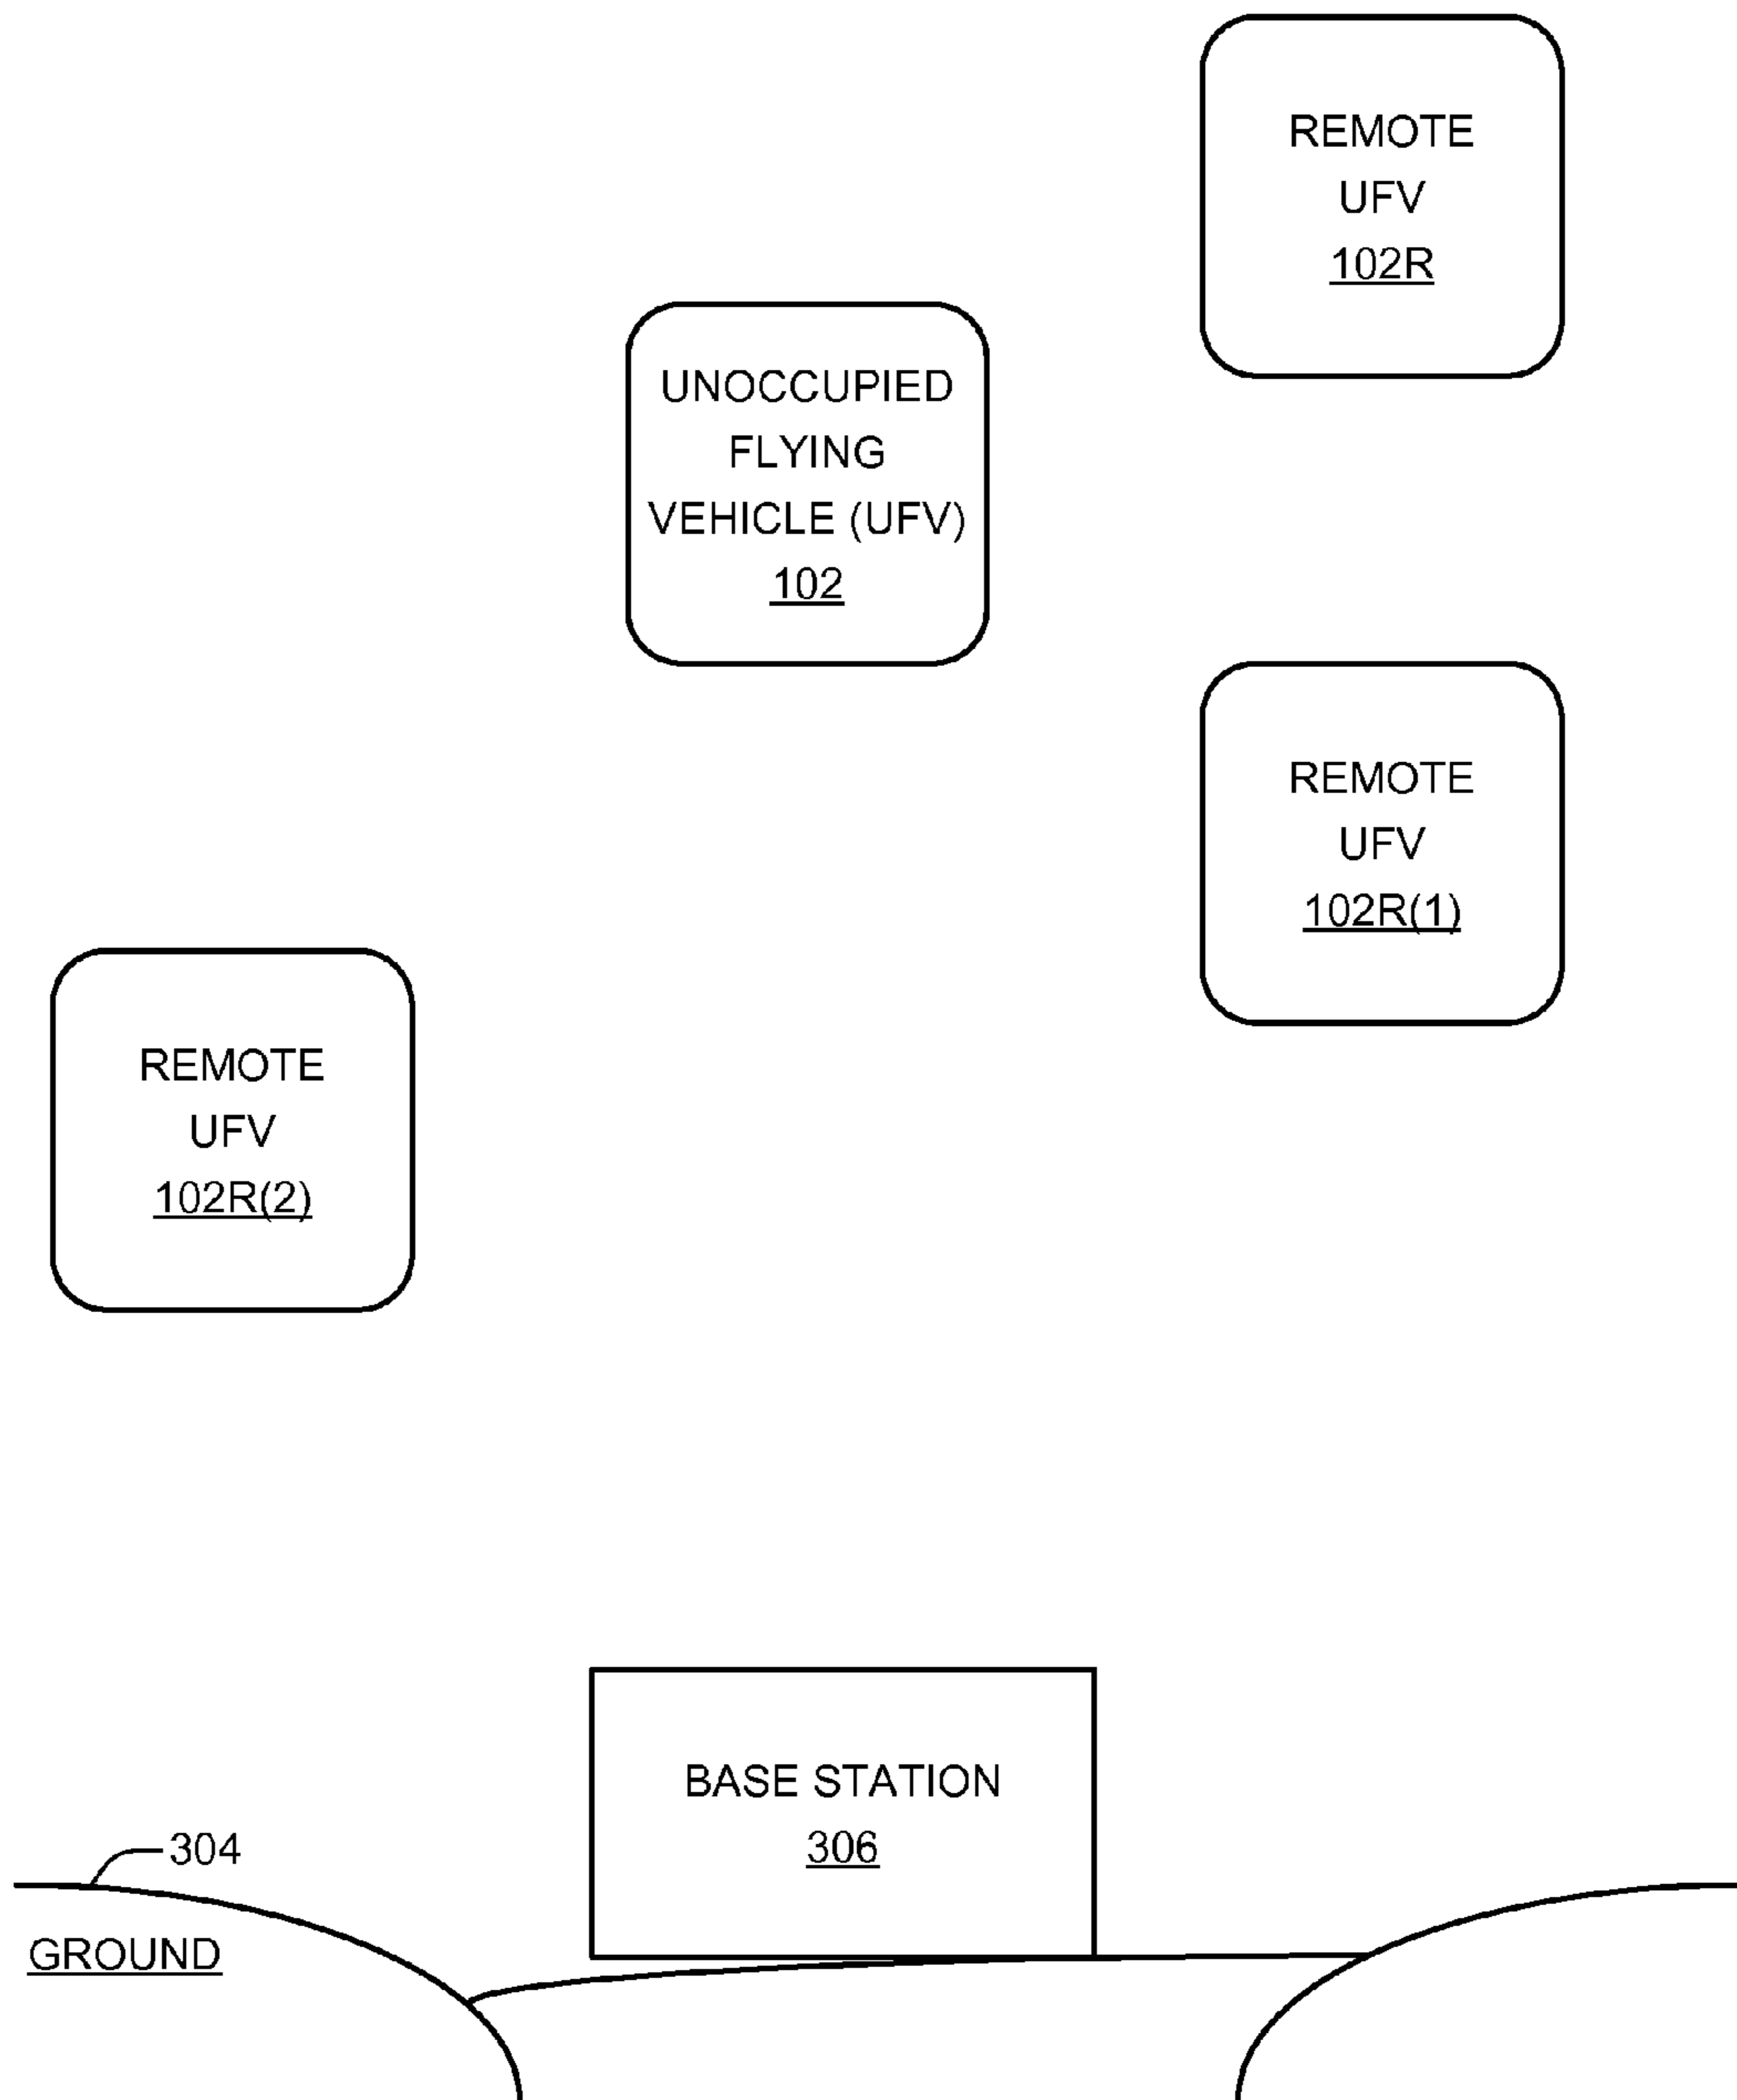 REMOTE
UFV
102R
UNOCCUPIED
FLYING
VEHICLE (UFV)
102
REMOTE
UFV
102R(1)
REMOTE
UFV
102R(2)
BASE STATION
306
304
GROUND